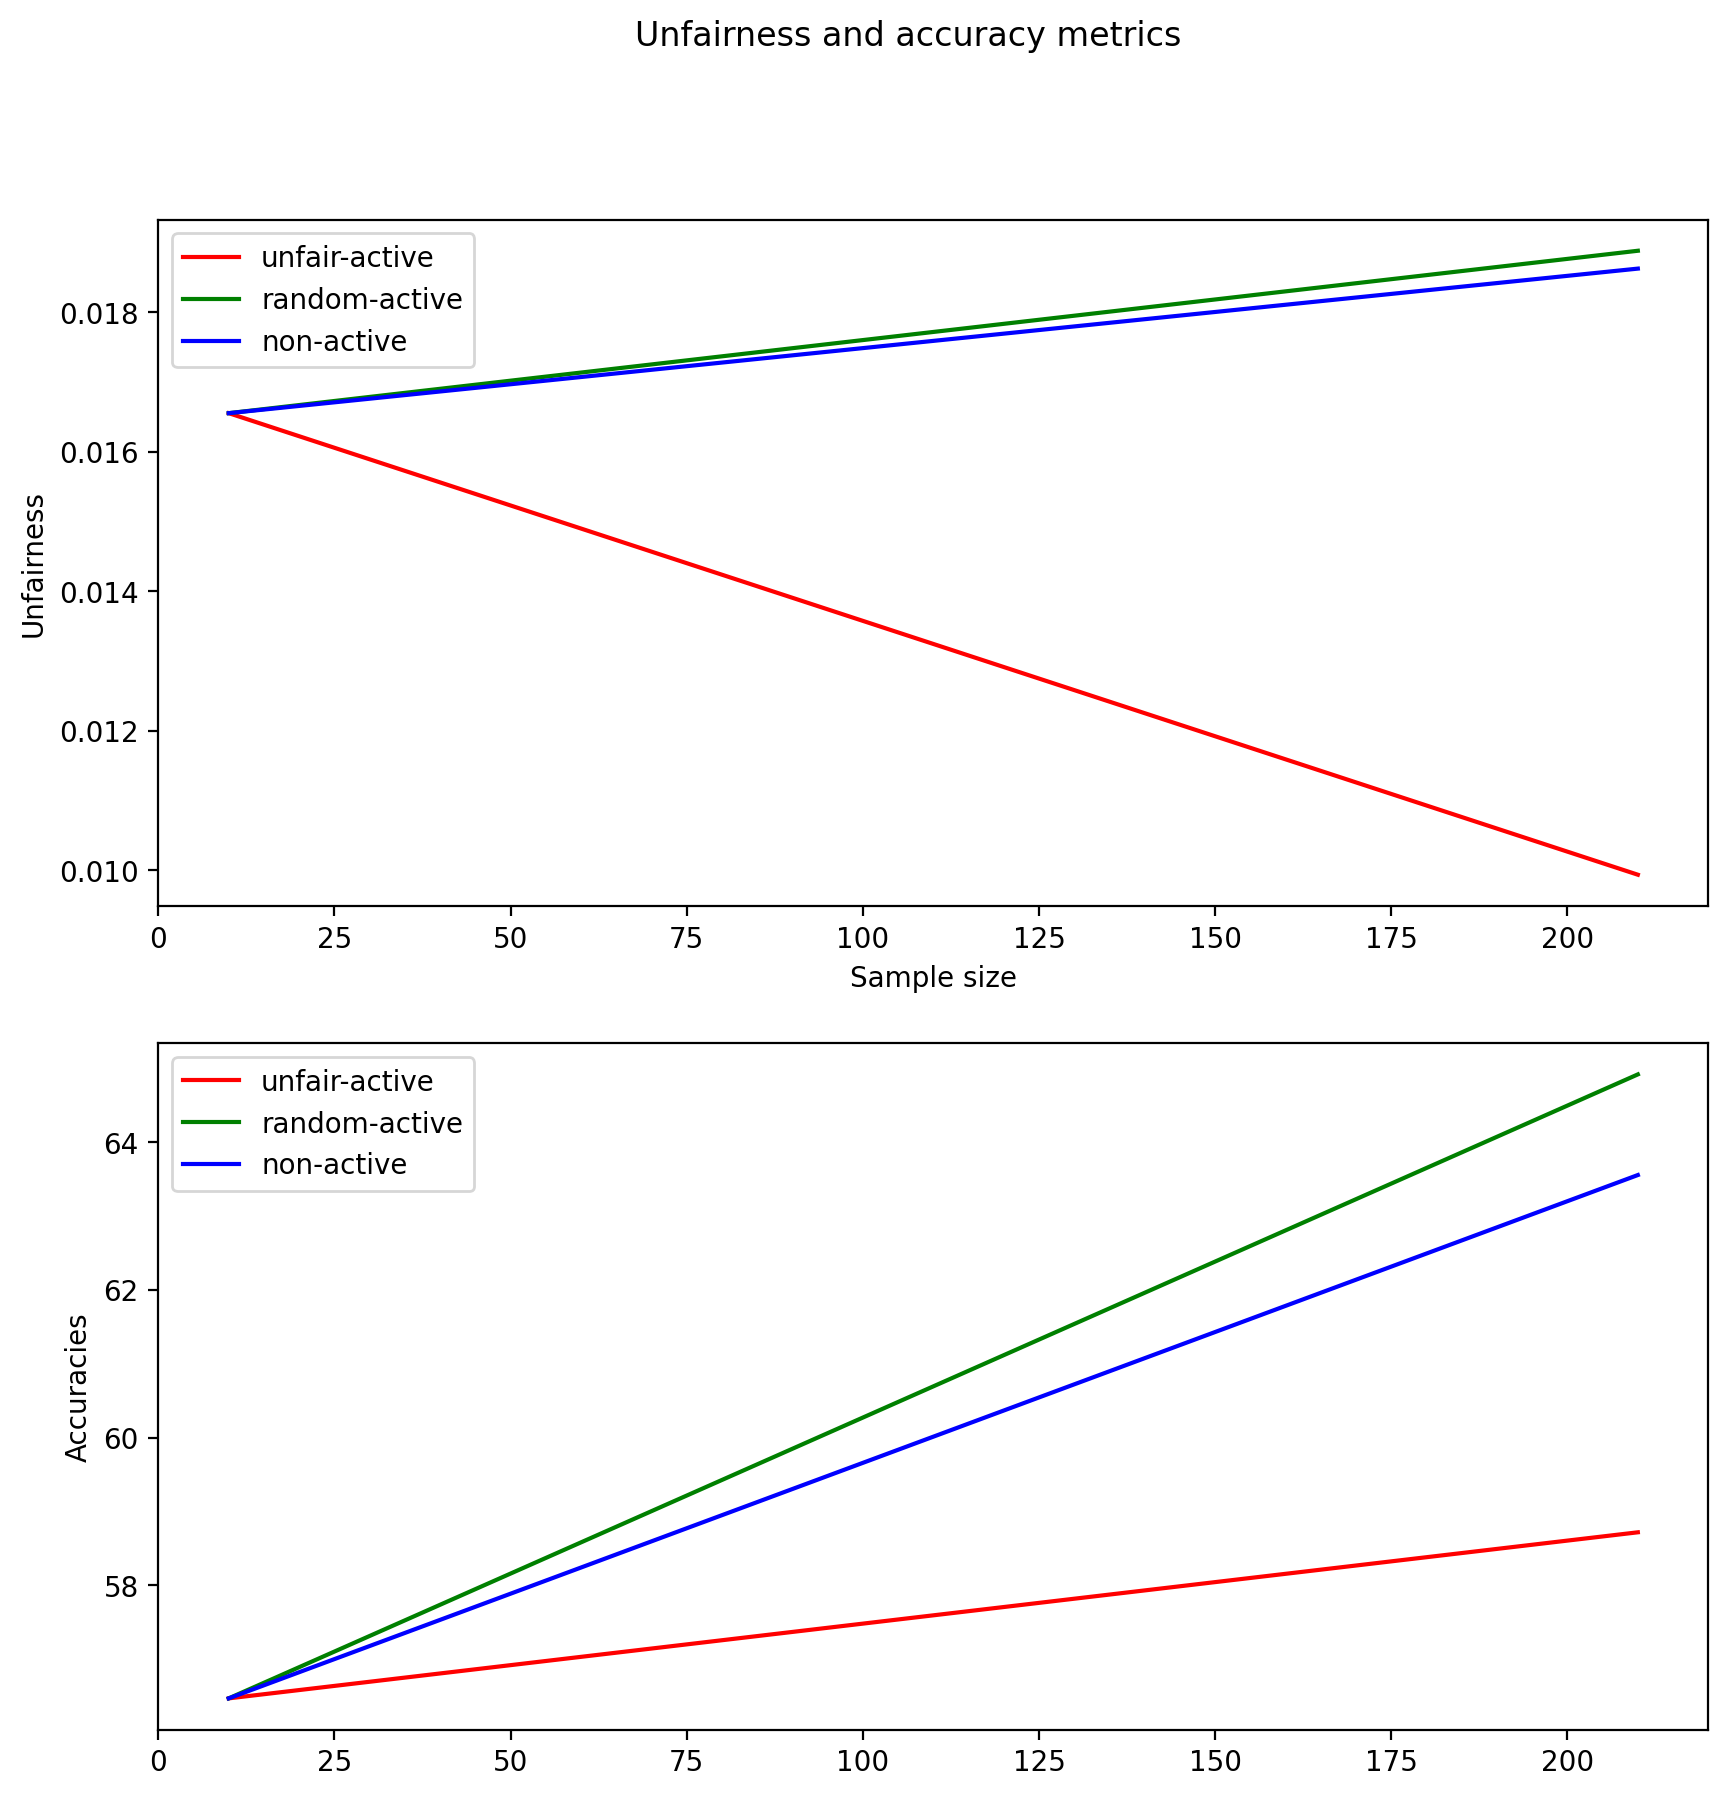 Unfairness and accuracy metrics
unfair-active
random-active
non-active
0.018
0.016
0.014
0.012
0.010
Unfairness
0 25 50 75 100 125 150 175 200
Sample size
unfair-active
random-active
non-active
64
62
60
58
Accuracies
0 25 50 75 100 125 150 175 200